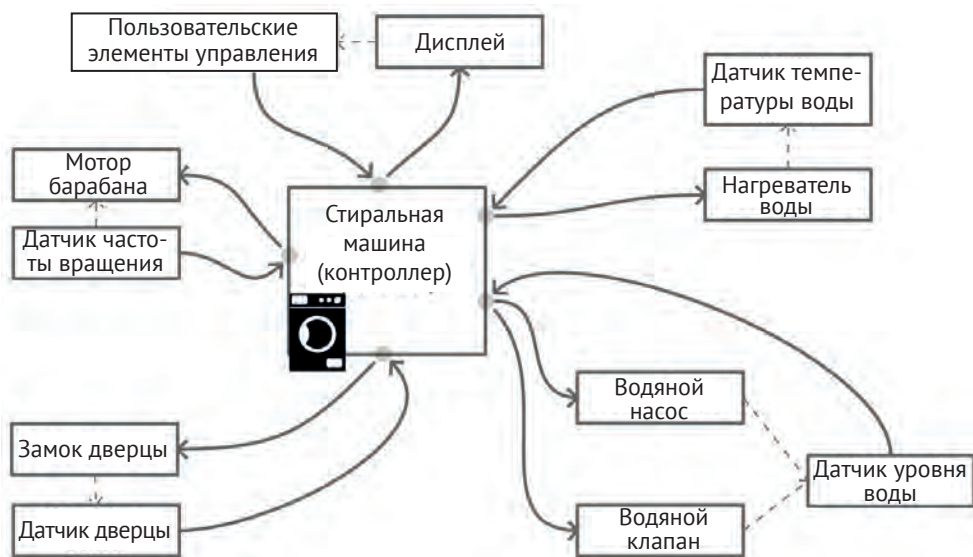 Пользовательские
элементы управления
Дисплей
Датчик темпе-
ратуры воды
Мотор
барабана
Нагреватель
воды
Датчик часто-
ты вращения
Стиральная
машина
(контроллер)
Водяной
насос
Замок дверцы
Датчик уровня
воды
Датчик дверцы
Водяной
клапан